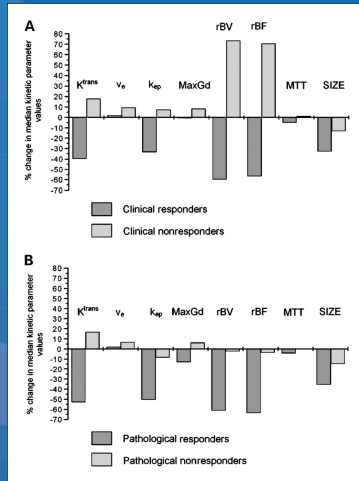 A
rBV rBF
Ktrans ve kep MaxGd MTT SIZE
% change in median kinetic parameter
values
80
70
60
50
40
30
20
10
0
-10
-20
-30
-40
-50
-60
-70
Clinical responders
Clinical nonresponders
B
Ktrans ve kep MaxGd rBV rBF MTT SIZE
% change in median kinetic parameter
values
80
70
60
50
40
30
20
10
0
-10
-20
-30
-40
-50
-60
-70
Pathological responders
Pathological nonresponders